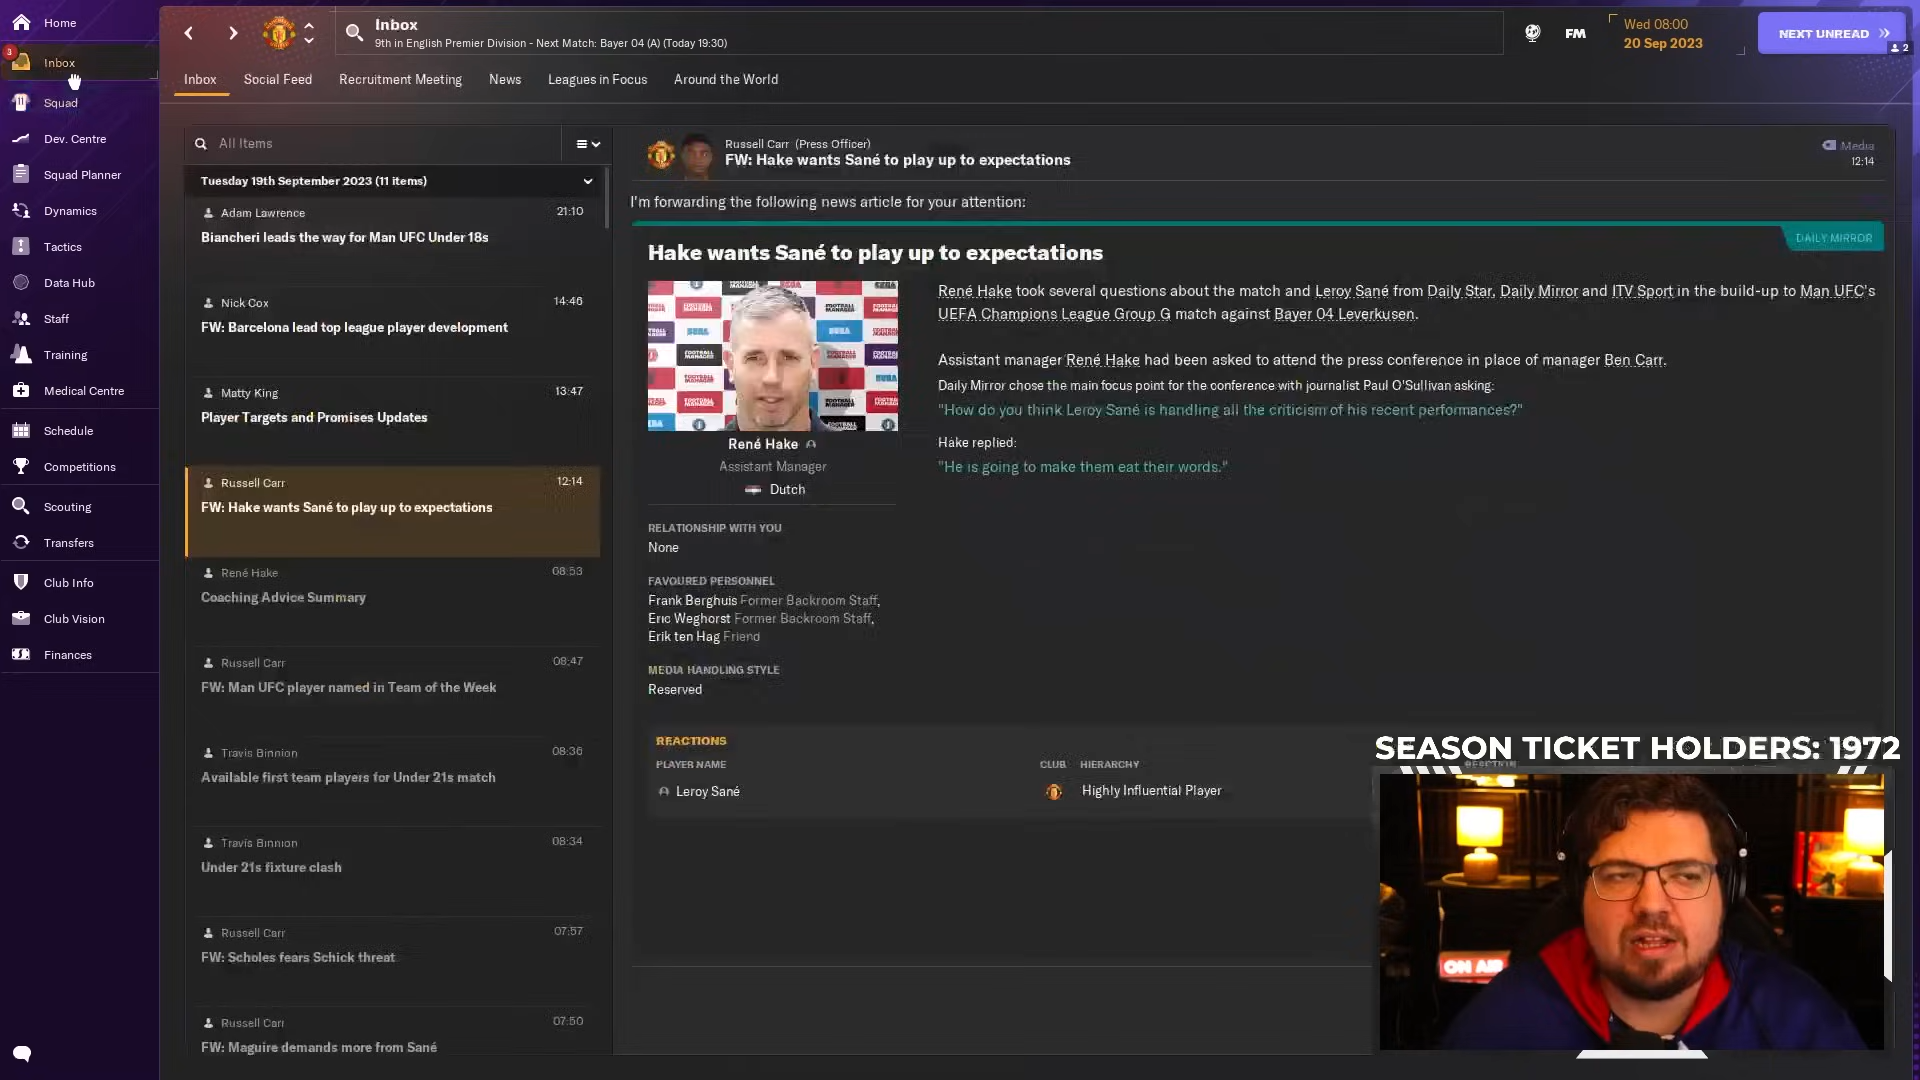 Home
Inbox
9th in English Premier Division - Next Match: Bayer 04 (A) (Today 19:30)
FM
Wed 08:00
20 Sep 2023
NEXT UNREAD
2
3
Inbox
Inbox
Social Feed
Recruitment Meeting
News
Leagues in Focus
Around the World
Squad
Dev. Centre
Squad Planner
Dynamics
Tactics
Data Hub
Staff
Training
Medical Centre
Schedule
Competitions
Scouting
Transfers
Club Info
Club Vision
Finances
All Items
Tuesday 19th September 2023 (11 items)
Adam Lawrence
21:10
Biancheri leads the way for Man UFC Under 18s
Nick Cox
14:46
FW: Barcelona lead top league player development
Matty King
13:47
Player Targets and Promises Updates
Russell Carr
12:14
FW: Hake wants Sané to play up to expectations
René Hake
08:53
Coaching Advice Summary
Russell Carr
08:47
FW: Man UFC player named in Team of the Week
Travis Binnion
08:36
Available first team players for Under 21s match
Travis Binnion
08:34
Under 21s fixture clash
Russell Carr
07:57
FW: Scholes fears Schick threat
Russell Carr
07:50
FW: Maguire demands more from Sané
Russell Carr (Press Officer)
FW: Hake wants Sané to play up to expectations
Media
12:14
I'm forwarding the following news article for your attention:
DAILY MIRROR
Hake wants Sané to play up to expectations
René Hake took several questions about the match and Leroy Sané from Daily Star, Daily Mirror and ITV Sport in the build-up to Man UFC's
UEFA Champions League Group G match against Bayer 04 Leverkusen.
Assistant manager René Hake had been asked to attend the press conference in place of manager Ben Carr.
Daily Mirror chose the main focus point for the conference with journalist Paul O'Sullivan asking:
"How do you think Leroy Sané is handling all the criticism of his recent performances?"
Hake replied:
"He is going to make them eat their words."
René Hake
Assistant Manager
Dutch
RELATIONSHIP WITH YOU
None
FAVOURED PERSONNEL
Frank Berghuis Former Backroom Staff,
Eric Weghorst Former Backroom Staff,
Erik ten Hag Friend
MEDIA HANDLING STYLE
Reserved
REACTIONS
PLAYER NAME
CLUB
HIERARCHY
REACTION
Leroy Sané
Highly Influential Player
SEASON TICKET HOLDERS: 1972
ON AIR